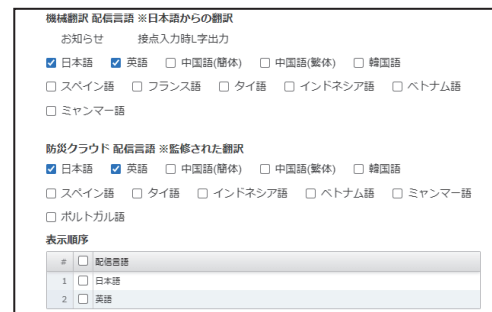 機械翻訳 配信言語 ※日本語からの翻訳
お知らせ 接点入力時L字出力
日本語 英語 中国語(簡体) 中国語(繁体) 韓国語
スペイン語 フランス語 タイ語 インドネシア語 ベトナム語
ミャンマー語
防災クラウド 配信言語 ※監修された翻訳
日本語 英語 中国語(簡体) 中国語(繁体) 韓国語
スペイン語 タイ語 インドネシア語 ベトナム語 ミャンマー語
ポルトガル語
表示順序
# 配信言語
1 日本語
2 英語